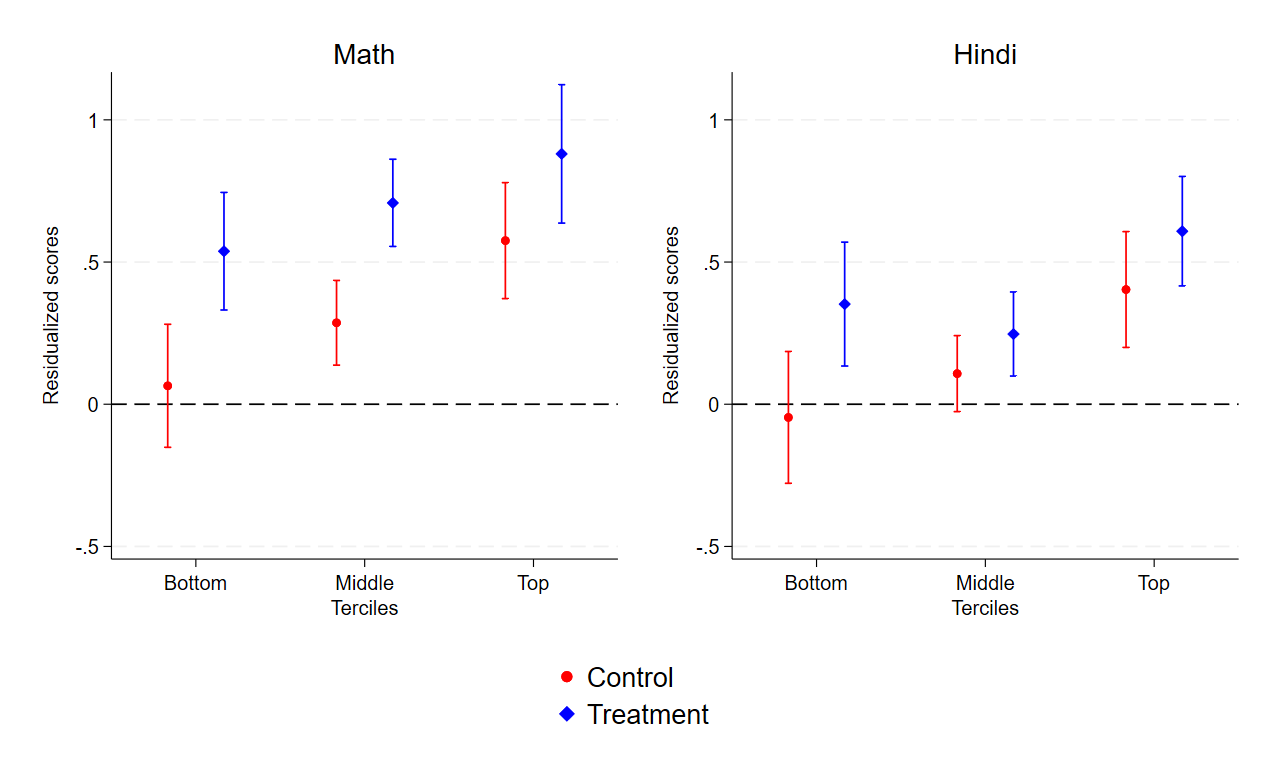 Math
Residualized scores
1
.5
0
-.5
Bottom Middle Top
Terciles
Hindi
Residualized scores
1
.5
0
-.5
Bottom Middle Top
Terciles
Control
Treatment